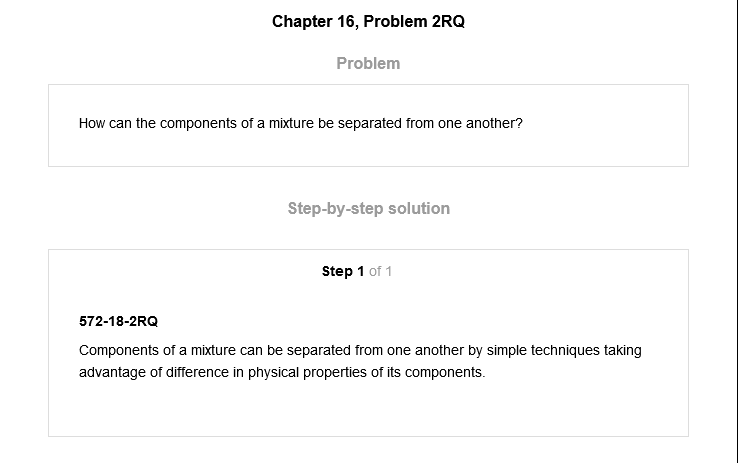 Chapter 16, Problem 2RQ
Problem
How can the components of a mixture be separated from one another?
Step-by-step solution
Step 1 of 1
572-18-2RQ
Components of a mixture can be separated from one another by simple techniques taking
advantage of difference in physical properties of its components.